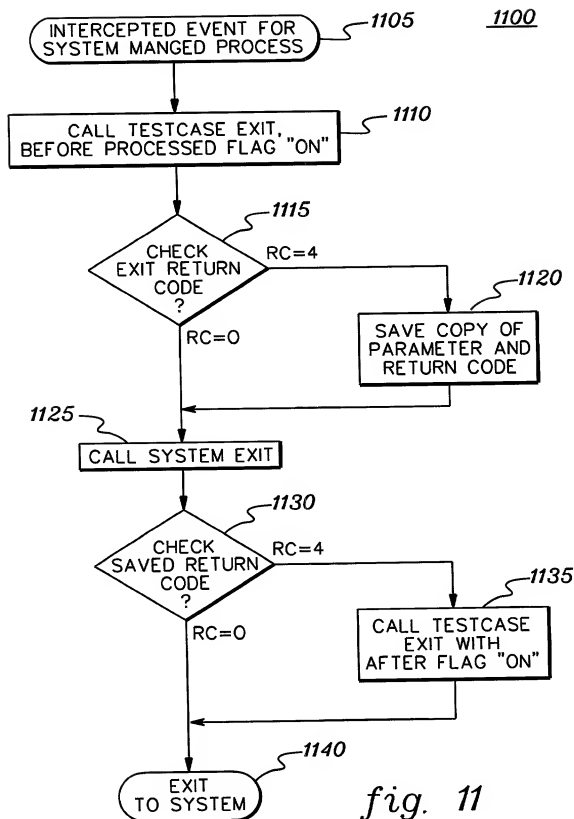 INTERCEPTED EVENT FOR
SYSTEM MANGED PROCESS
1105
1100
CALL TESTCASE EXIT,
BEFORE PROCESSED FLAG "ON"
1110
1115
CHECK
EXIT RETURN
CODE
?
RC=4
RC=0
1120
SAVE COPY OF
PARAMETER AND
RETURN CODE
1125
CALL SYSTEM EXIT
1130
CHECK
SAVED RETURN
CODE
?
RC=4
RC=0
1135
CALL TESTCASE
EXIT WITH
AFTER FLAG "ON"
1140
EXIT
TO SYSTEM
fig. 11